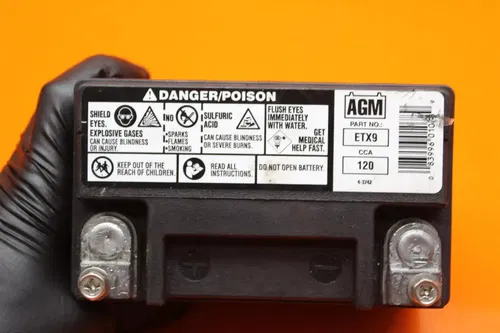 DANGER/POISON
SHIELD
EYES.
EXPLOSIVE GASES
CAN CAUSE BLINDNESS
OR INJURY.
NO
•SPARKS
•FLAMES
•SMOKING
SULFURIC
ACID
CAN CAUSE BLINDNESS
OR SEVERE BURNS.
FLUSH EYES
IMMEDIATELY
WITH WATER.
GET
MEDICAL
HELP FAST.
KEEP OUT OF THE
REACH OF CHILDREN.
READ ALL
INSTRUCTIONS.
DO NOT OPEN BATTERY.
AGM
PART NO.:
ETX9
CCA
120